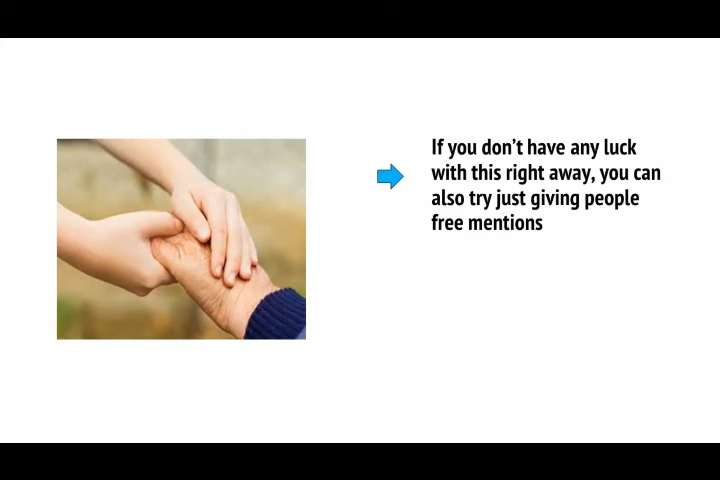 If you don't have any luck
with this right away, you can
also try just giving people
free mentions